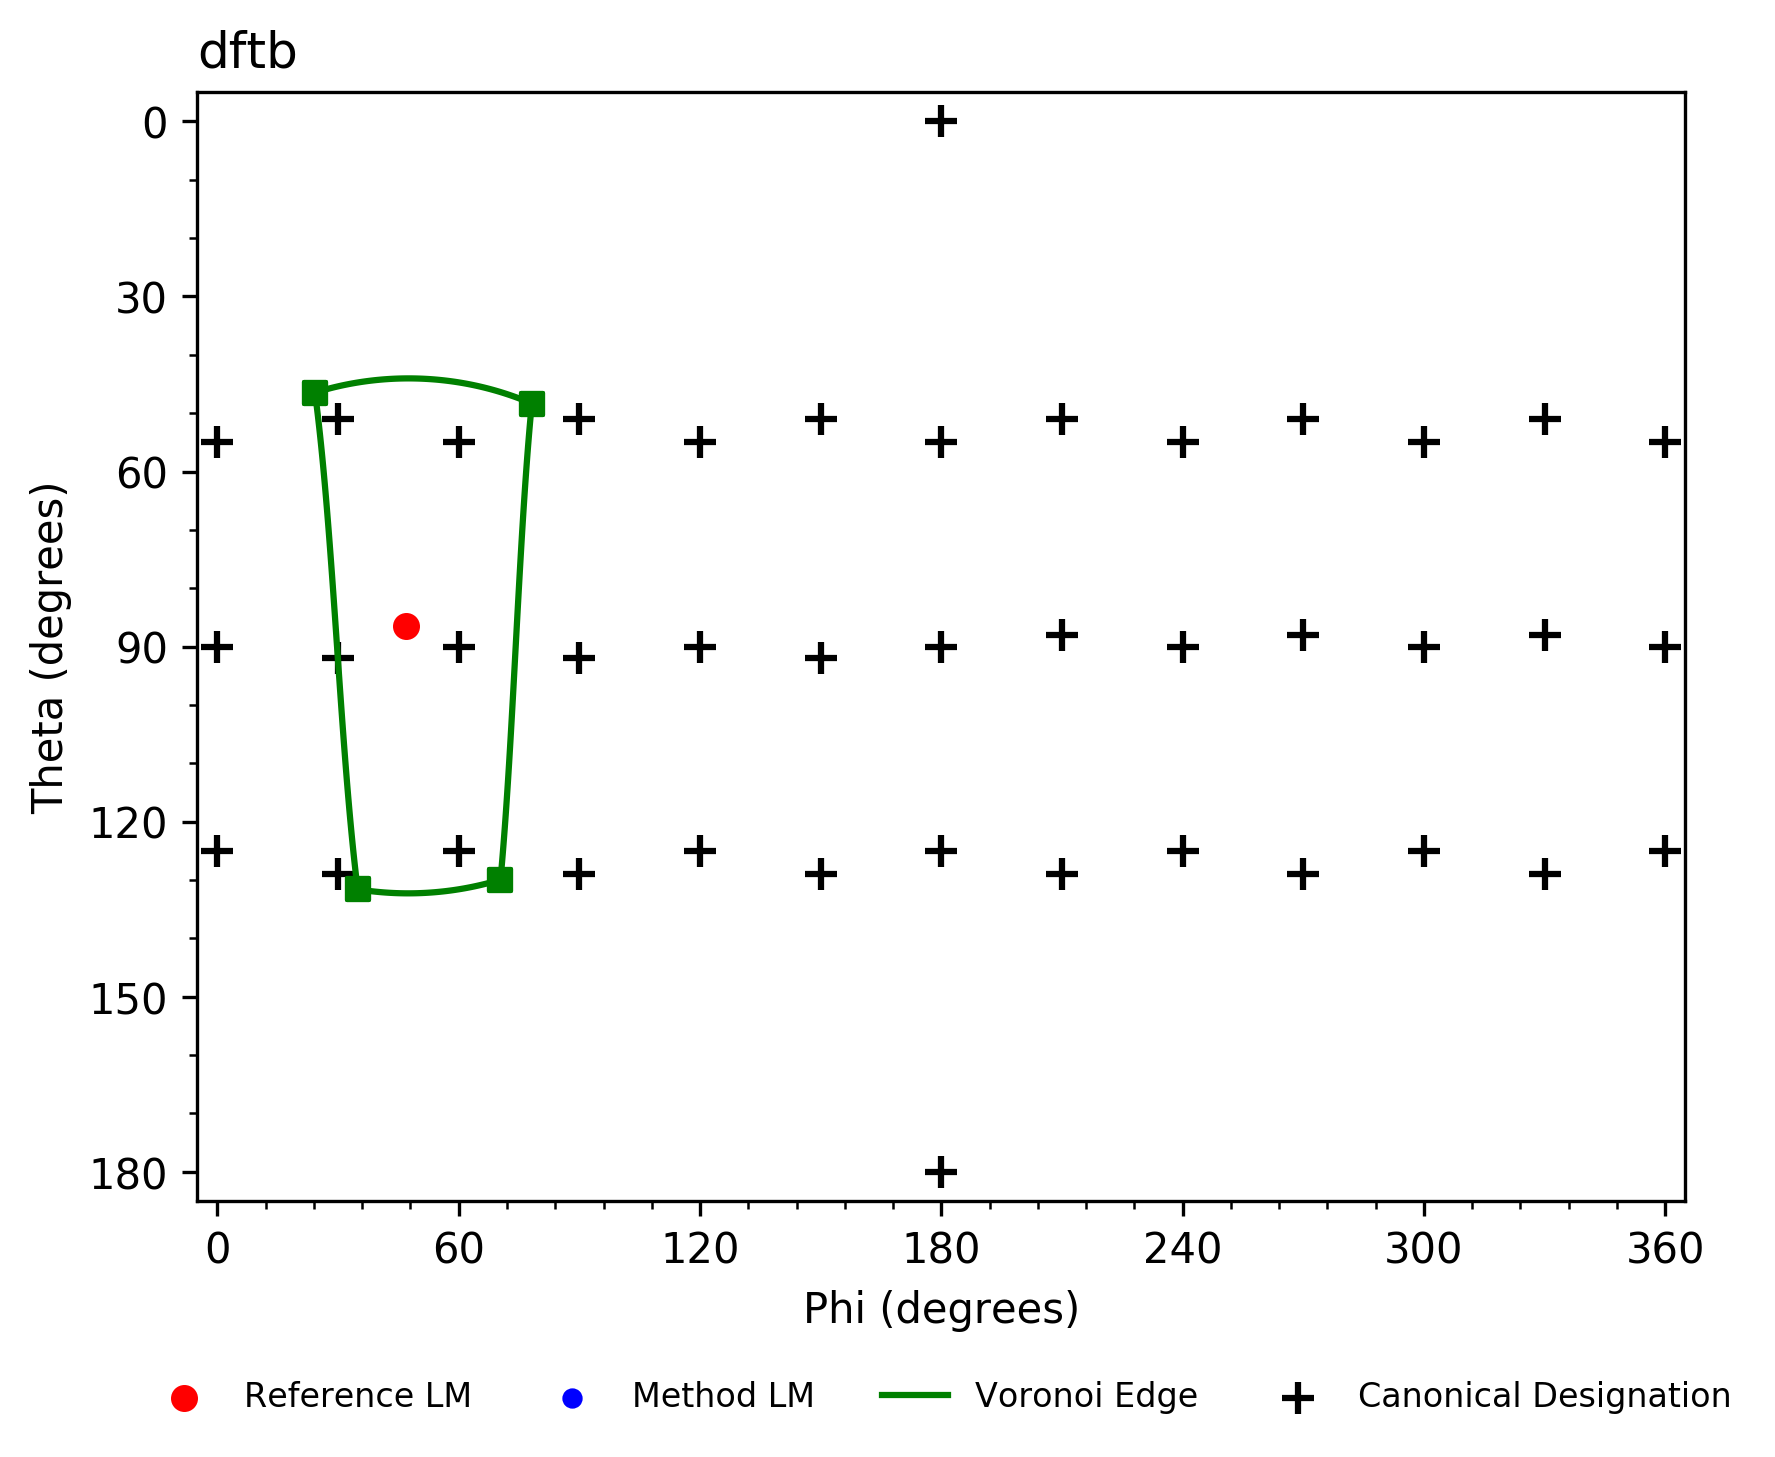 dftb
0
30
60
90
120
150
180
Theta (degrees)
0 60 120 180 240 300 360
Phi (degrees)
Reference LM Method LM Voronoi Edge Canonical Designation